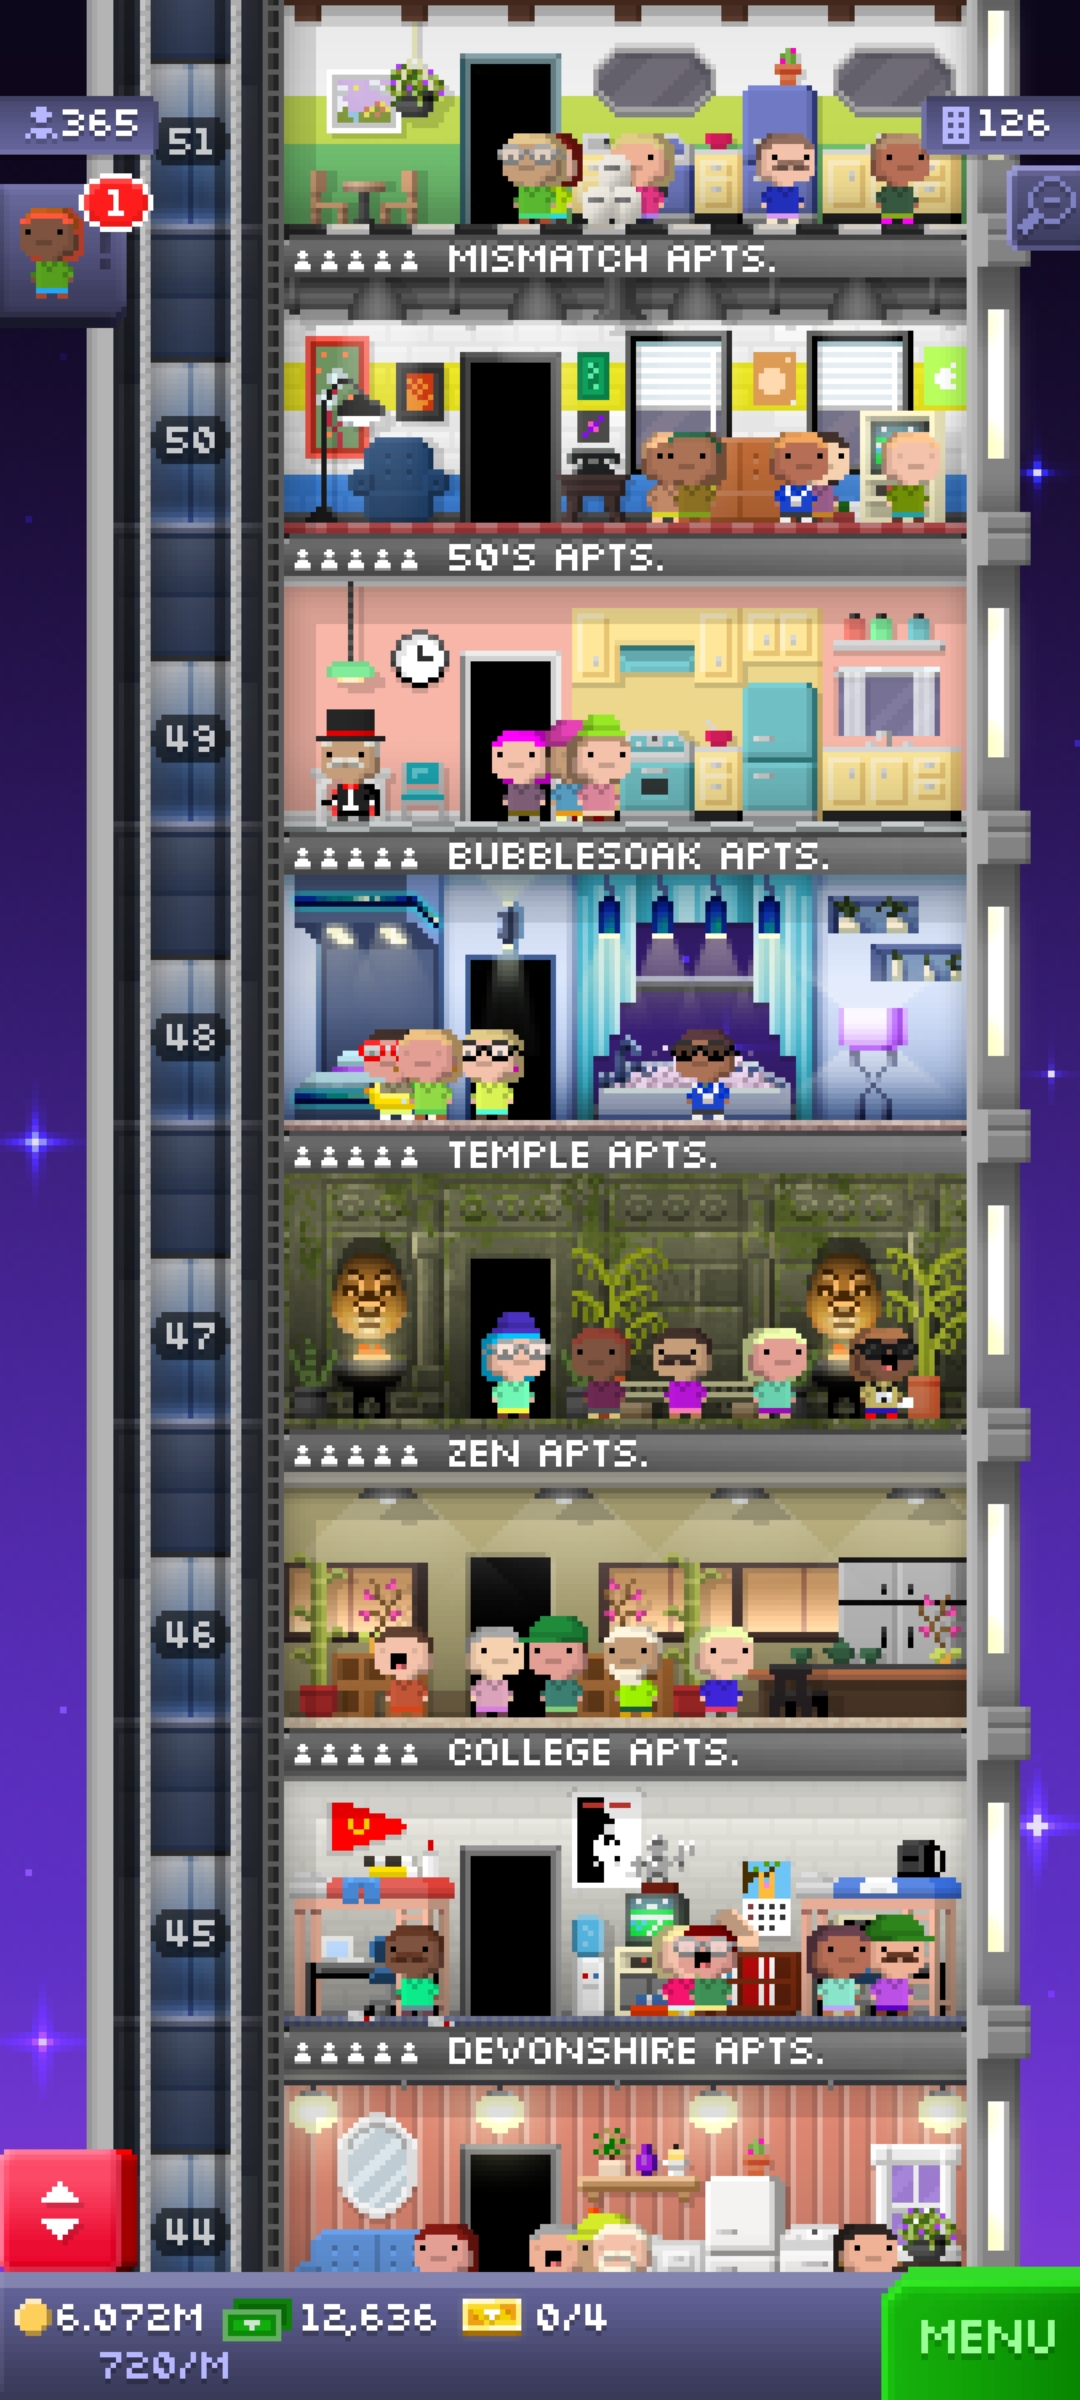 51
365
126
1
MISMATCH APTS.
50
50'S APTS.
49
BUBBLESOAK APTS.
48
TEMPLE APTS.
47
ZEN APTS.
46
COLLEGE APTS.
45
DEVONSHIRE APTS.
44
6.072M 12,636 0/4
720/M
MENU